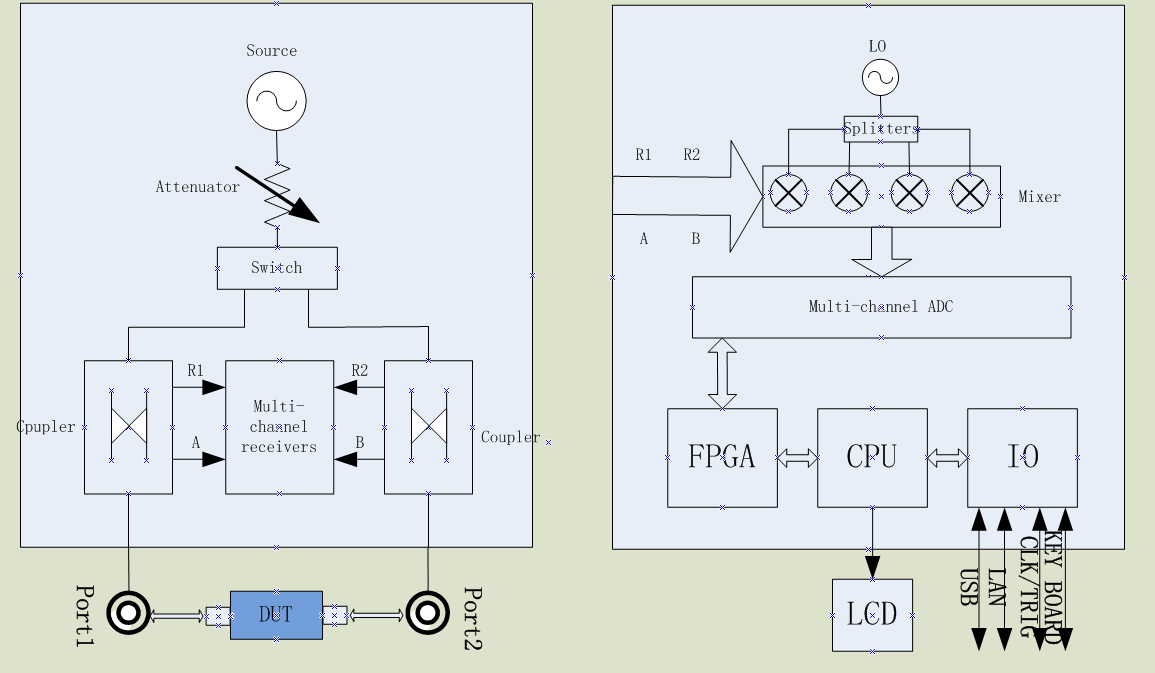 Source
Attenuator
Switch
R1
R2
Cpupler
Multi-
channel
receivers
Coupler
A
B
Port1
DUT
Port2
LO
Splitters
R1 R2
Mixer
A B
Multi-channel ADC
FPGA
CPU
IO
LCD
USB
LAN
CLK/TRIG
KEY BOARD